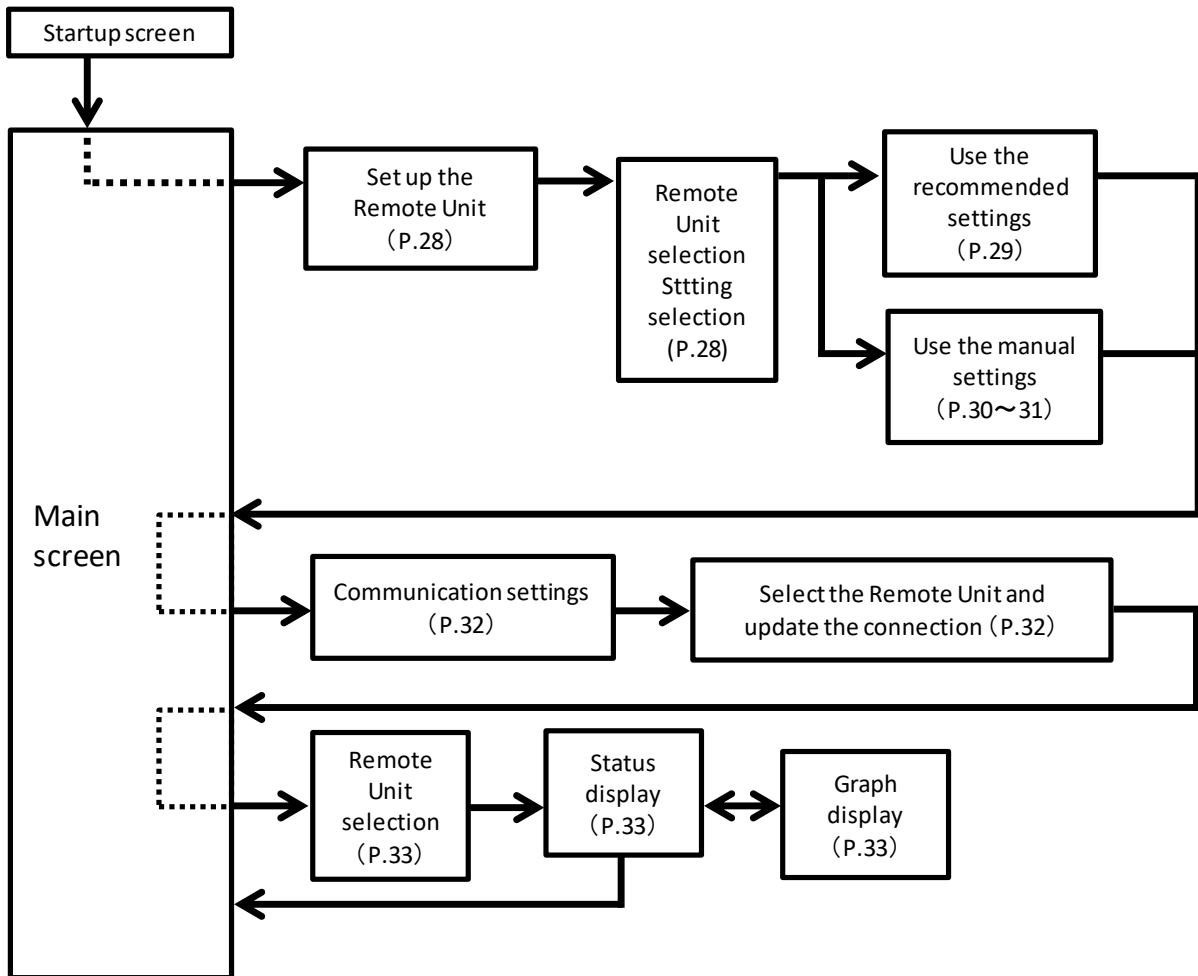 Startup screen
Set up the
Remote Unit
（P.28）
Remote
Unit
selection
Sttting
selection
(P.28)
Use the
recommended
settings
（P.29）
Use the manual
settings
（P.30～31）
Main
screen
Communication settings
（P.32）
Select the Remote Unit and
update the connection（P.32）
Remote
Unit
selection
（P.33）
Status
display
（P.33）
Graph
display
（P.33）